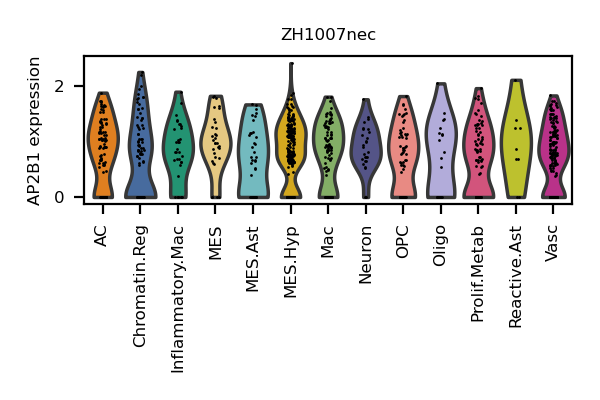 ZH1007nec
AP2B1 expression
2
0
AC
Chromatin.Reg
Inflammatory.Mac
MES
MES.Ast
MES.Hyp
Mac
Neuron
OPC
Oligo
Prolif.Metab
Reactive.Ast
Vasc